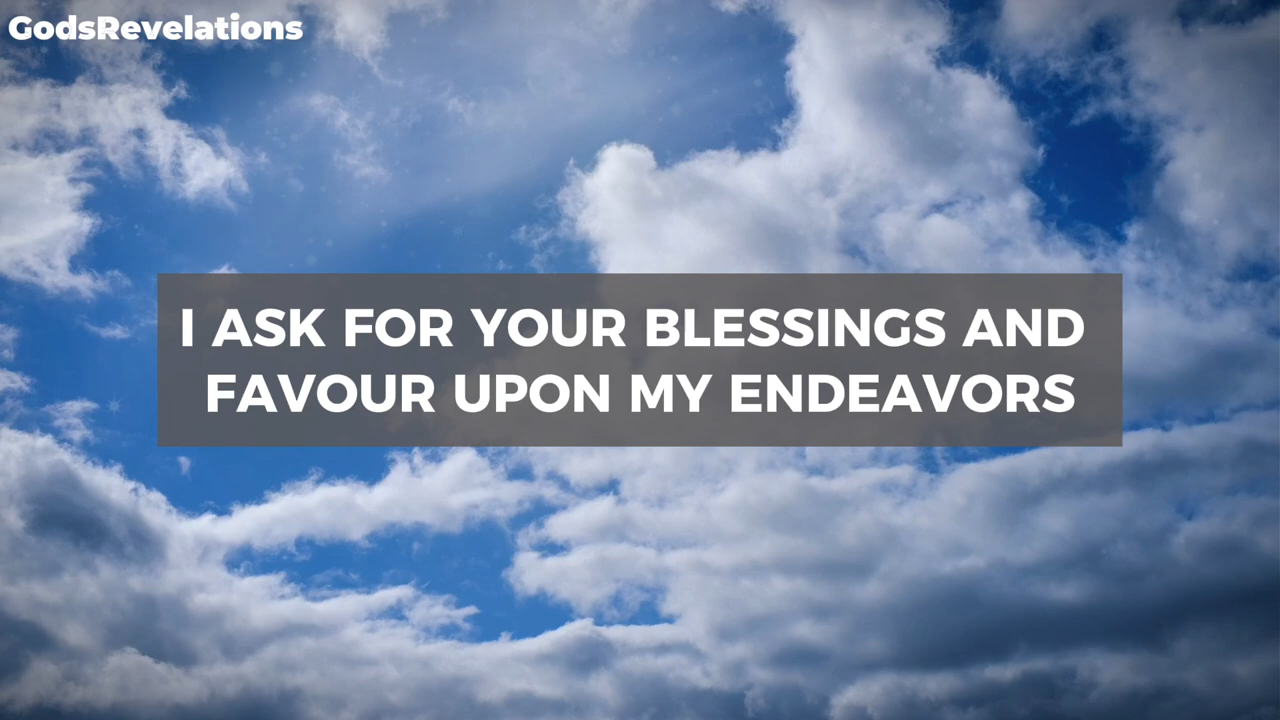 GodsRevelations
I ASK FOR YOUR BLESSINGS AND
FAVOUR UPON MY ENDEAVORS